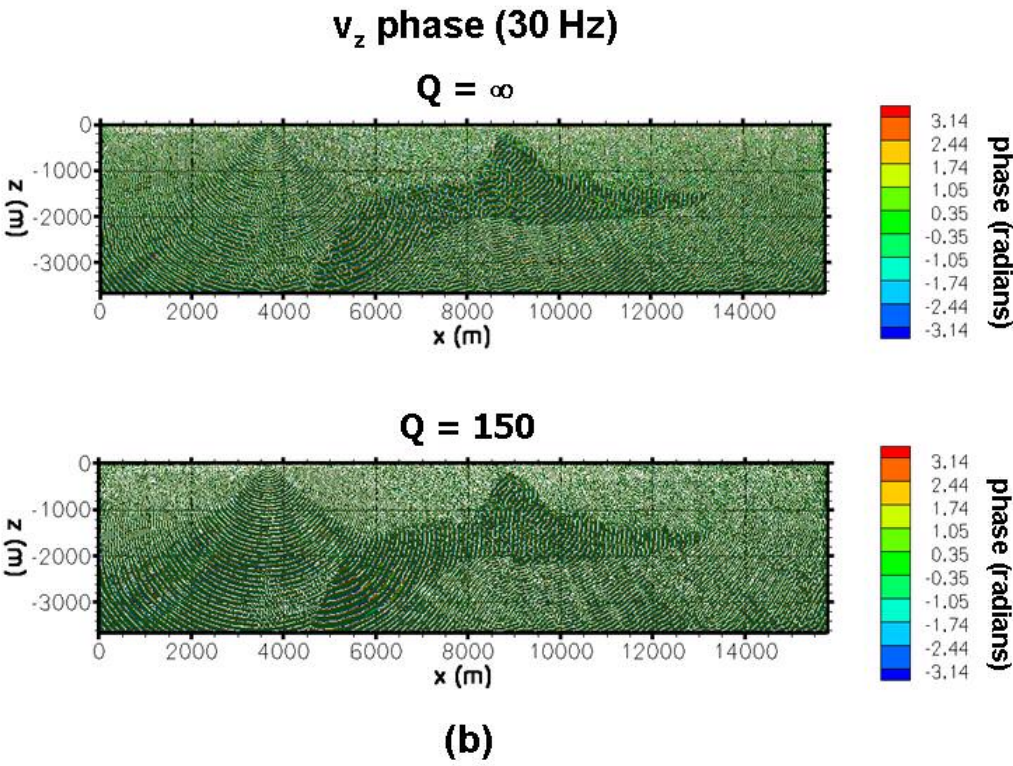 v_z phase (30 Hz)
Q = ∞
0
-1000
-2000
-3000
z (m)
0 2000 4000 6000 8000 10000 12000 14000
x (m)
3.14
2.44
1.74
1.05
0.35
-0.35
-1.05
-1.74
-2.44
-3.14
phase (radians)
Q = 150
0
-1000
-2000
-3000
z (m)
0 2000 4000 6000 8000 10000 12000 14000
x (m)
3.14
2.44
1.74
1.05
0.35
-0.35
-1.05
-1.74
-2.44
-3.14
phase (radians)
(b)